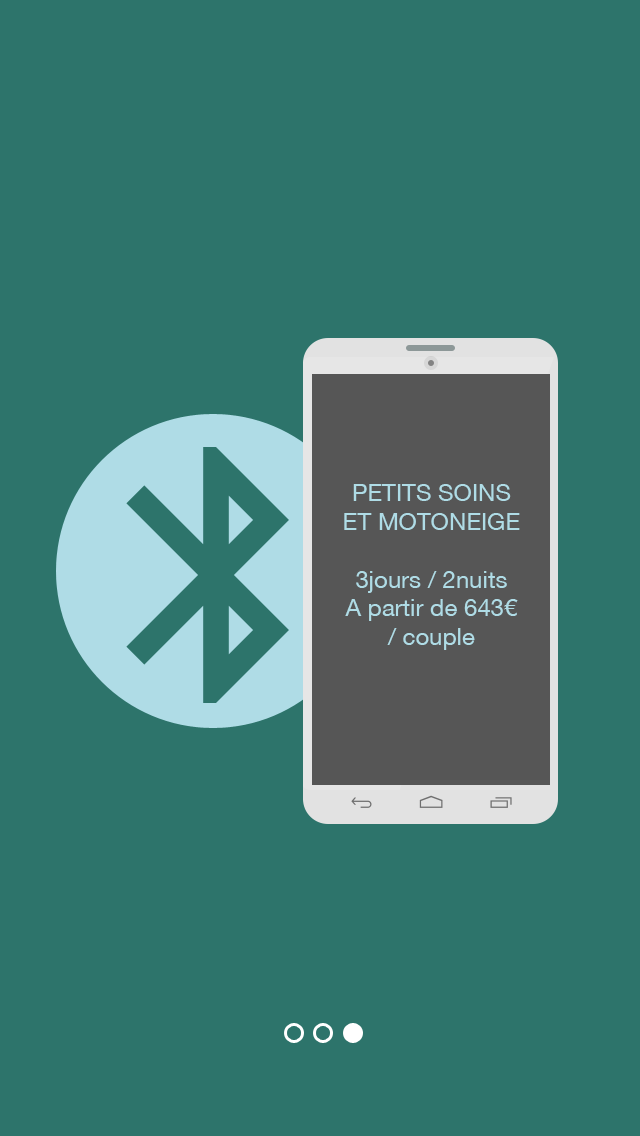 PETITS SOINS
ET MOTONEIGE
3jours / 2nuits
A partir de 643€
/ couple